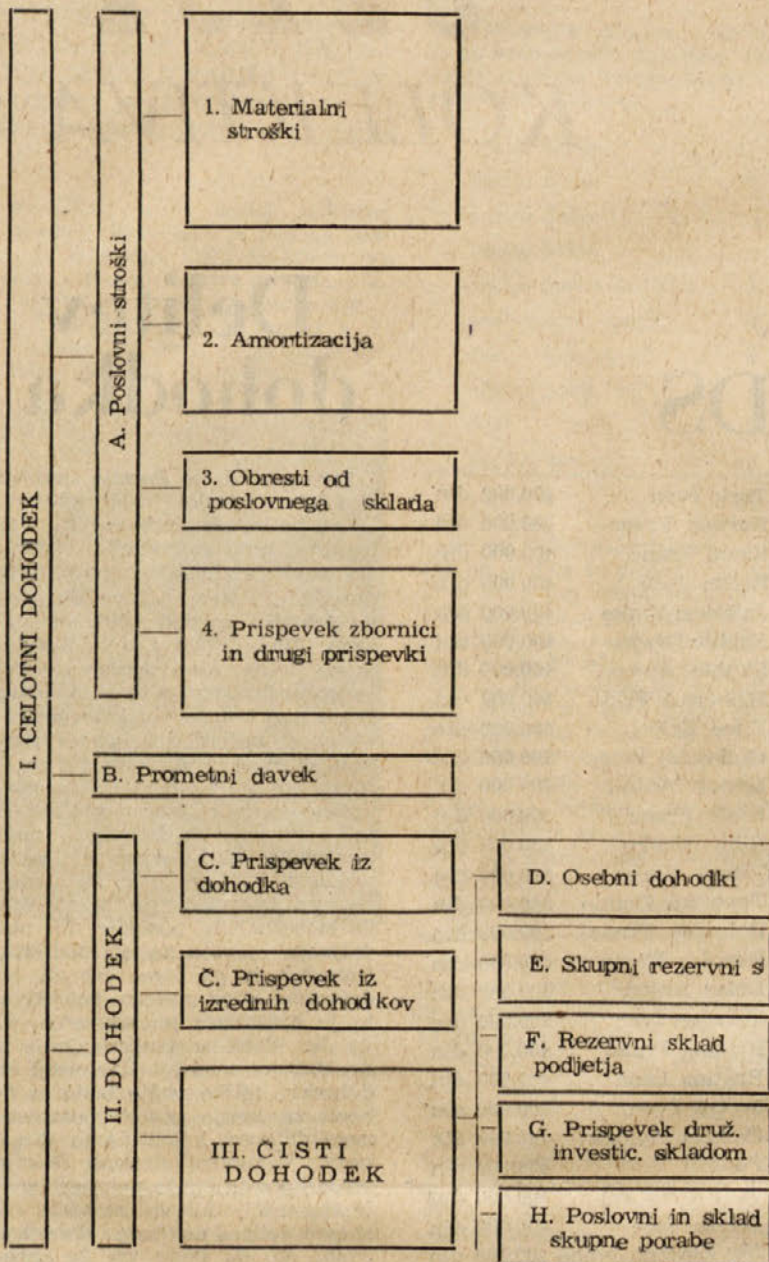 I. CELOTNI DOHODEK
A. Poslovni stroški
1. Materialni
stroški
2. Amortizacija
3. Obresti od
poslovnega sklada
4. Prispevek zbornici
in drugi prispevki
B. Prometni davek
II. DOHODEK
C. Prispevek iz
dohodka
Č. Prispevek iz
izrednih dohodkov
III. ČISTI
DOHODEK
D. Osebni dohodki
E. Skupni rezervni s
F. Rezervni sklad
podjetja
G. Prispevek druž.
investic. skladom
H. Poslovni in sklad
skupne porabe